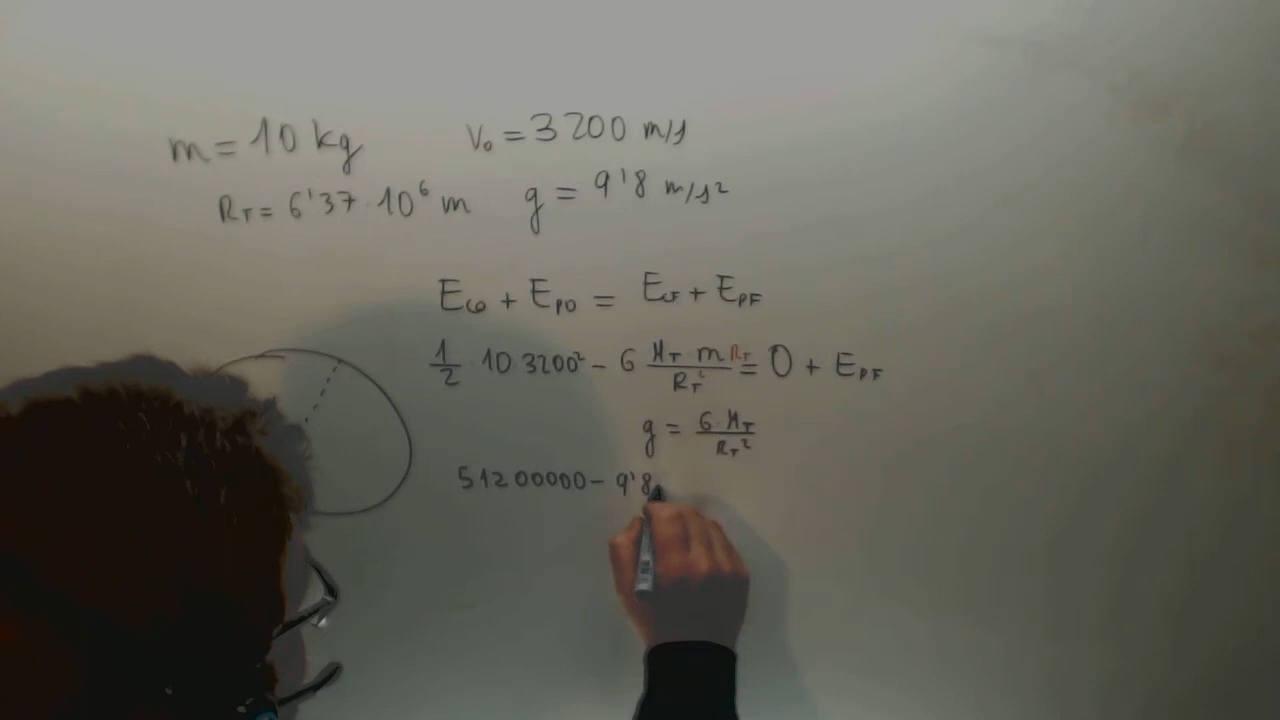 m = 10 kg V₀ = 3200 m/s
R_T = 6'37 · 10⁶ m g = 9'8 m/s²
E_C0 + E_P0 = E_CF + E_PF
1/2 · 10 · 3200² - G M_T · m R_T / R_T² = 0 + E_PF
g = G · M_T / R_T²
51200000 - 9'8